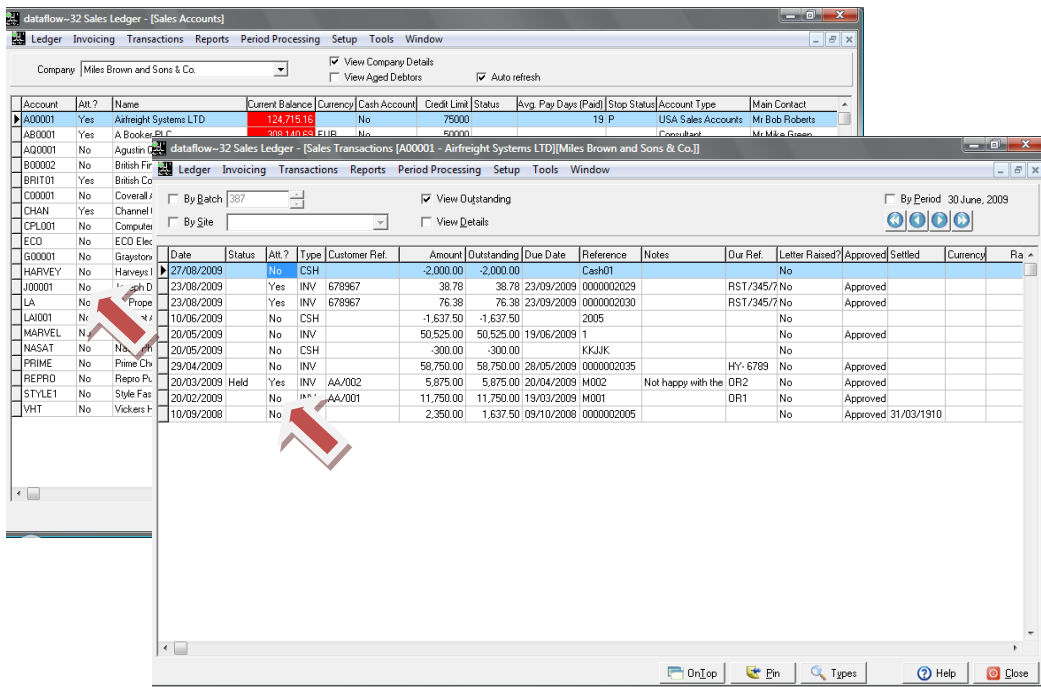 dataflow~32 Sales Ledger - [Sales Accounts]
Ledger Invoicing Transactions Reports Period Processing Setup Tools Window
Company Miles Brown and Sons & Co.
View Company Details
View Aged Debtors
Auto refresh
Account Att.? Name Current Balance Currency Cash Account Credit Limit Status Avg. Pay Days (Paid) Stop Status Account Type Main Contact
A00001 Yes Airfreight Systems LTD 124,715.16 No 75000 19 P USA Sales Accounts Mr Bob Roberts
AB0001 Yes A Booker PLC 308,140.69 EUR No 50000 Consultant Mr Mike Green
AQ0001 No Agustin
B00002 No British
BRIT01 Yes British
C00001 No Coverall
CHAN Yes Channel
CPL001 No Computer
ECO No ECO
G00001 No
HARVEY No Harveys
J00001 No
LA No
LAI001 No
MARVEL
NASAT No
PRIME No Prime
REPRO No Repro
STYLE1 No Style
VHT No Vickers
dataflow~32 Sales Ledger - [Sales Transactions [A00001 - Airfreight Systems LTD][Miles Brown and Sons & Co.]]
Ledger Invoicing Transactions Reports Period Processing Setup Tools Window
By Batch 387
View Outstanding
By Period 30 June, 2009
By Site
View Details
Date Status Att.? Type Customer Ref. Amount Outstanding Due Date Reference Notes Our Ref. Letter Raised? Approved Settled Currency Ra
27/08/2009 No CSH -2,000.00 -2,000.00 Cash01 No
23/08/2009 Yes INV 678967 38.78 38.78 23/09/2009 0000002029 RST/345/7 No Approved
23/08/2009 Yes INV 678967 76.38 76.38 23/09/2009 0000002030 RST/345/7 No Approved
10/06/2009 No CSH -1,637.50 -1,637.50 2005 No
20/05/2009 No INV 50,525.00 50,525.00 19/06/2009 1 No Approved
20/05/2009 No CSH -300.00 -300.00 KKJJK No
29/04/2009 No INV 58,750.00 58,750.00 28/05/2009 0000002035 HY- 6789 No Approved
20/03/2009 Held Yes INV AA/002 5,875.00 5,875.00 20/04/2009 M002 Not happy with the OR2 No Approved
20/02/2009 No INV AA/001 11,750.00 11,750.00 19/03/2009 M001 OR1 No Approved
10/09/2008 No 2,350.00 1,637.50 09/10/2008 0000002005 No Approved 31/03/1910
OnTop Pin Types Help Close